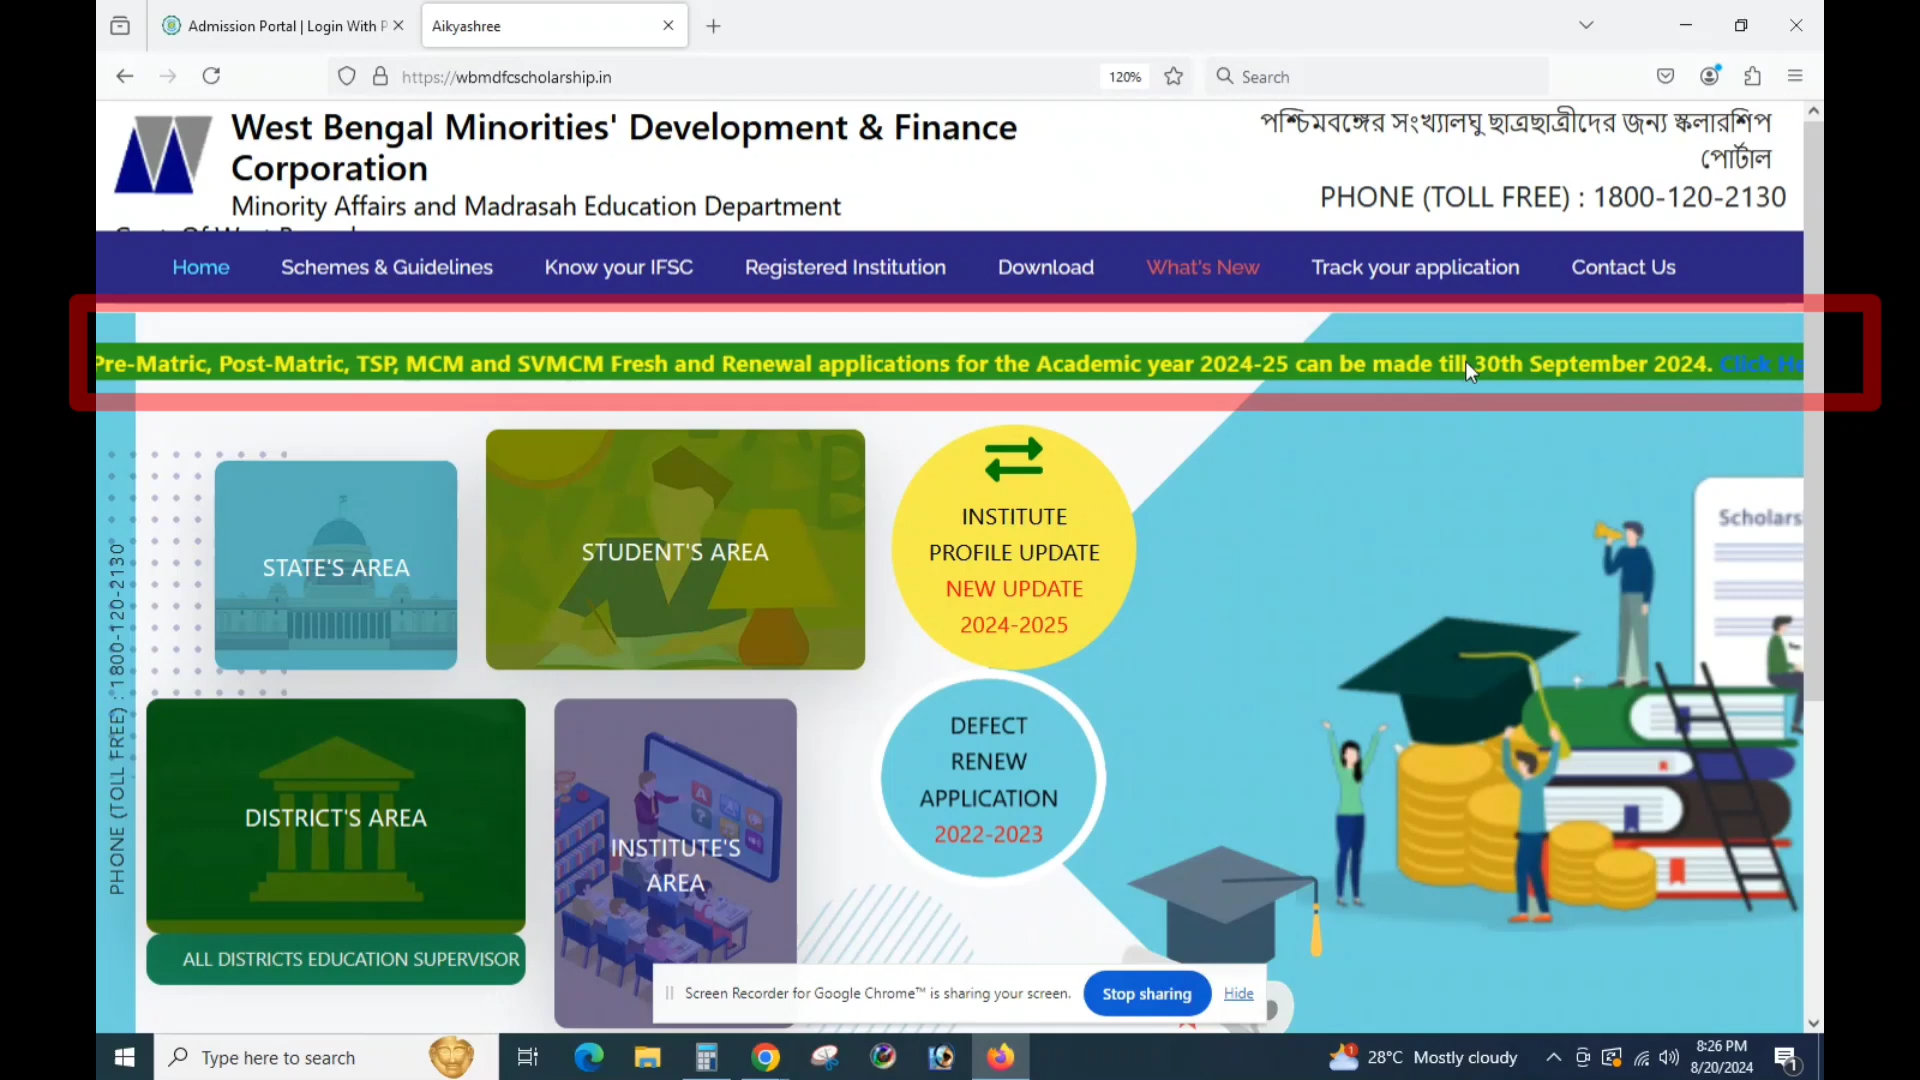 Admission Portal | Login With P
Aikyashree
https://wbmdfcscholarship.in
120%
Search
West Bengal Minorities' Development & Finance
Corporation
Minority Affairs and Madrasah Education Department
পশ্চিমবঙ্গের সংখ্যালঘু ছাত্রছাত্রীদের জন্য স্কলারশিপ
পোর্টাল
PHONE (TOLL FREE) : 1800-120-2130
Home
Schemes & Guidelines
Know your IFSC
Registered Institution
Download
What's New
Track your application
Contact Us
Pre-Matric, Post-Matric, TSP, MCM and SVMCM Fresh and Renewal applications for the Academic year 2024-25 can be made till 30th September 2024. Click He
PHONE (TOLL FREE) : 1800-120-2130
STATE'S AREA
STUDENT'S AREA
INSTITUTE
PROFILE UPDATE
NEW UPDATE
2024-2025
Scholars
DISTRICT'S AREA
INSTITUTE'S
AREA
DEFECT
RENEW
APPLICATION
2022-2023
ALL DISTRICTS EDUCATION SUPERVISOR
Screen Recorder for Google Chrome™ is sharing your screen.
Stop sharing
Hide
Type here to search
28°C Mostly cloudy
8:26 PM
8/20/2024
1